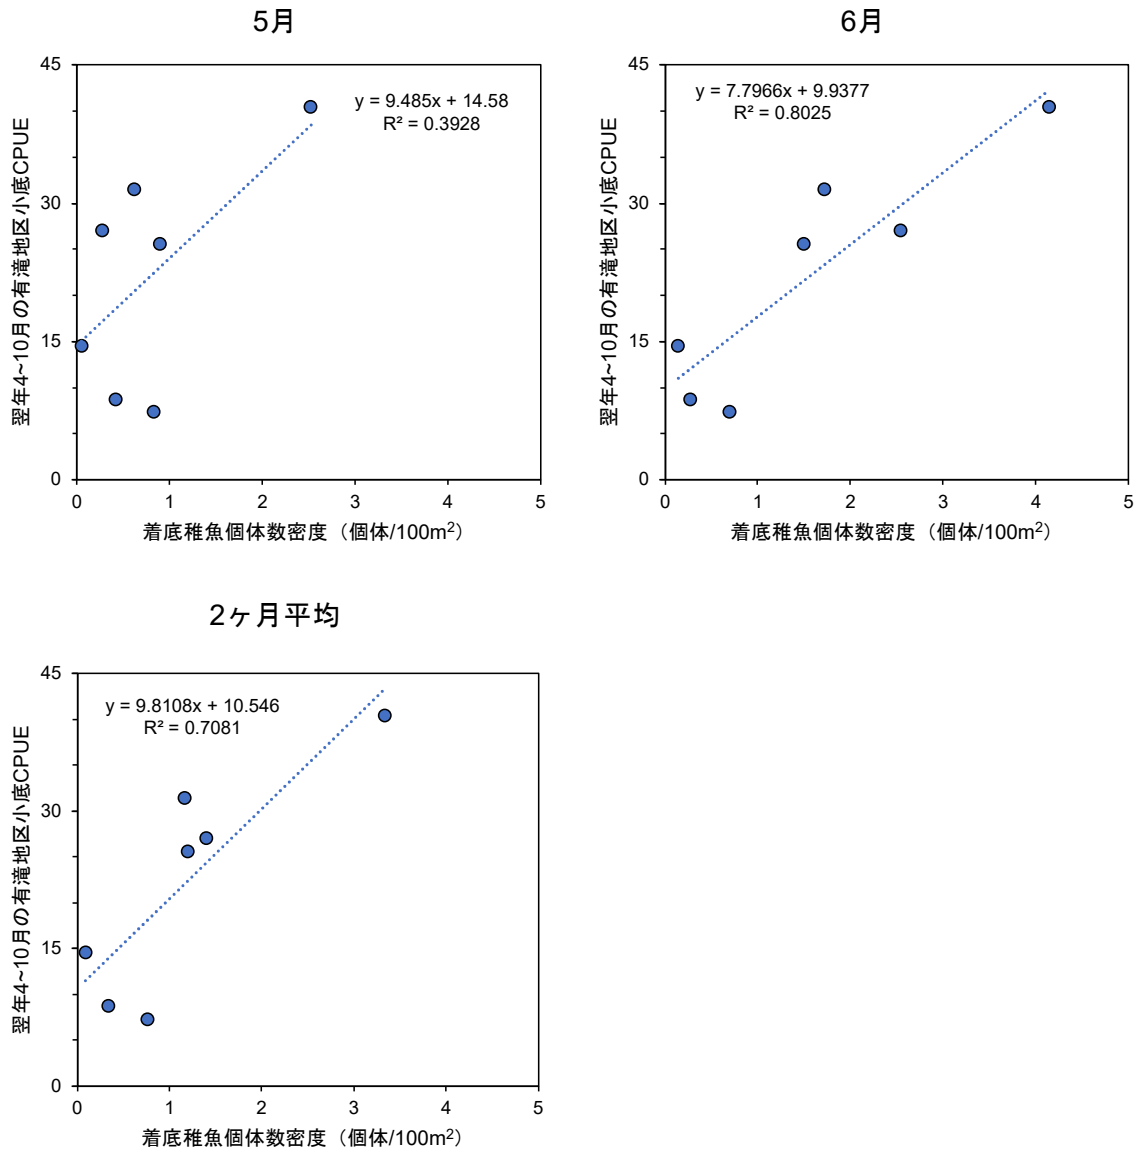 5月
45
30
15
0
0 1 2 3 4 5
翌年4~10月の有滝地区小底CPUE
y = 9.485x + 14.58
R² = 0.3928
着底稚魚個体数密度（個体/100m²）
6月
45
30
15
0
0 1 2 3 4 5
翌年4~10月の有滝地区小底CPUE
y = 7.7966x + 9.9377
R² = 0.8025
着底稚魚個体数密度（個体/100m²）
2ヶ月平均
45
30
15
0
0 1 2 3 4 5
翌年4~10月の有滝地区小底CPUE
y = 9.8108x + 10.546
R² = 0.7081
着底稚魚個体数密度（個体/100m²）